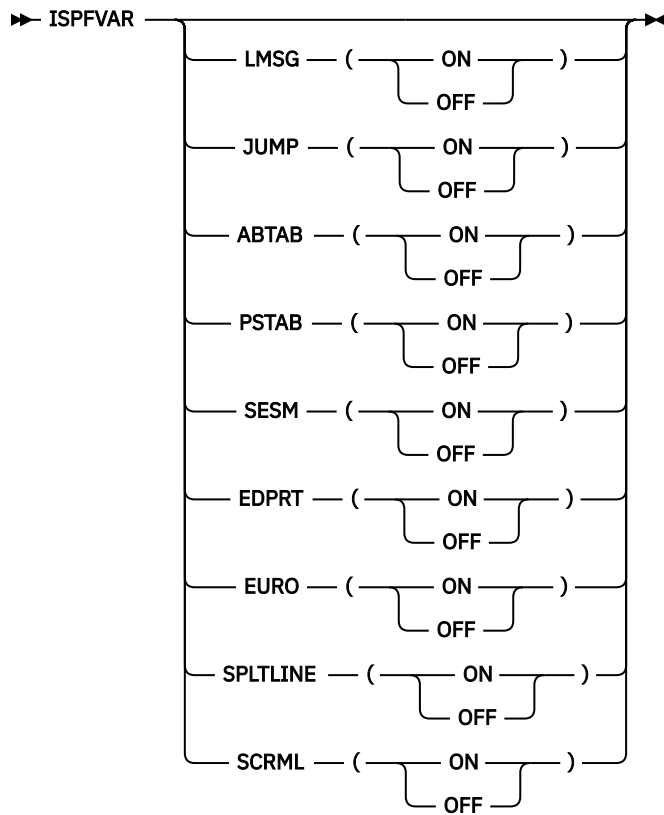 ISPFVAR
LMSG ( ON )
OFF
JUMP ( ON )
OFF
ABTAB ( ON )
OFF
PSTAB ( ON )
OFF
SESM ( ON )
OFF
EDPRT ( ON )
OFF
EURO ( ON )
OFF
SPLTLINE ( ON )
OFF
SCRML ( ON )
OFF